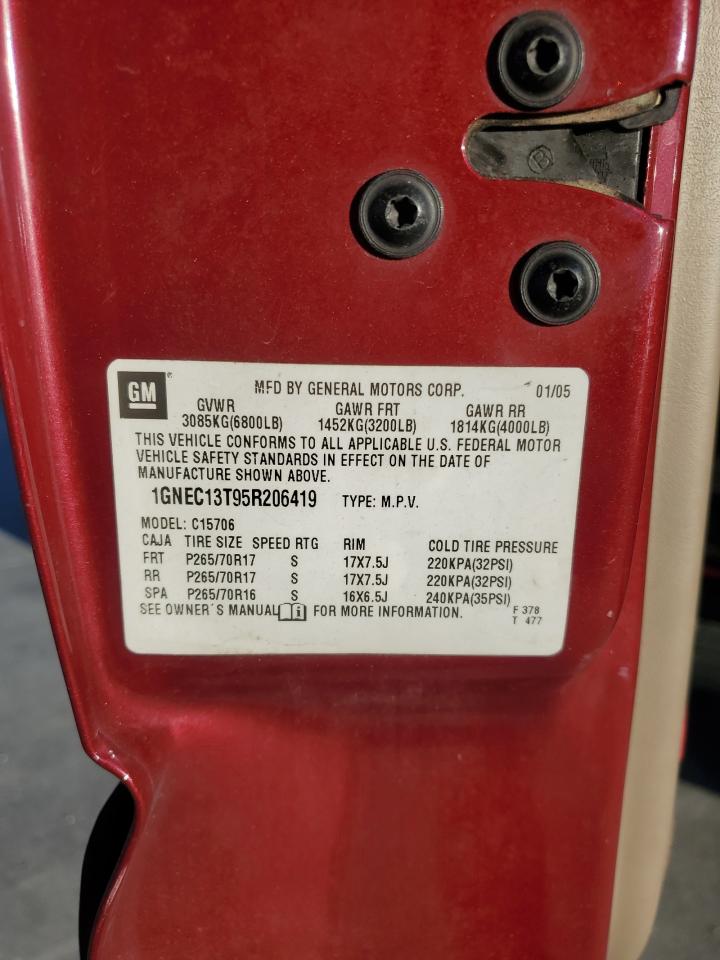 GM
MFD BY GENERAL MOTORS CORP. 01/05
GVWR GAWR FRT GAWR RR
3085KG(6800LB) 1452KG(3200LB) 1814KG(4000LB)
THIS VEHICLE CONFORMS TO ALL APPLICABLE U.S. FEDERAL MOTOR
VEHICLE SAFETY STANDARDS IN EFFECT ON THE DATE OF
MANUFACTURE SHOWN ABOVE.
1GNEC13T95R206419 TYPE: M.P.V.
MODEL: C15706
CAJA TIRE SIZE SPEED RTG RIM COLD TIRE PRESSURE
FRT P265/70R17 S 17X7.5J 220KPA(32PSI)
RR P265/70R17 S 17X7.5J 220KPA(32PSI)
SPA P265/70R16 S 16X6.5J 240KPA(35PSI)
SEE OWNER'S MANUAL FOR MORE INFORMATION.
F 378
T 477